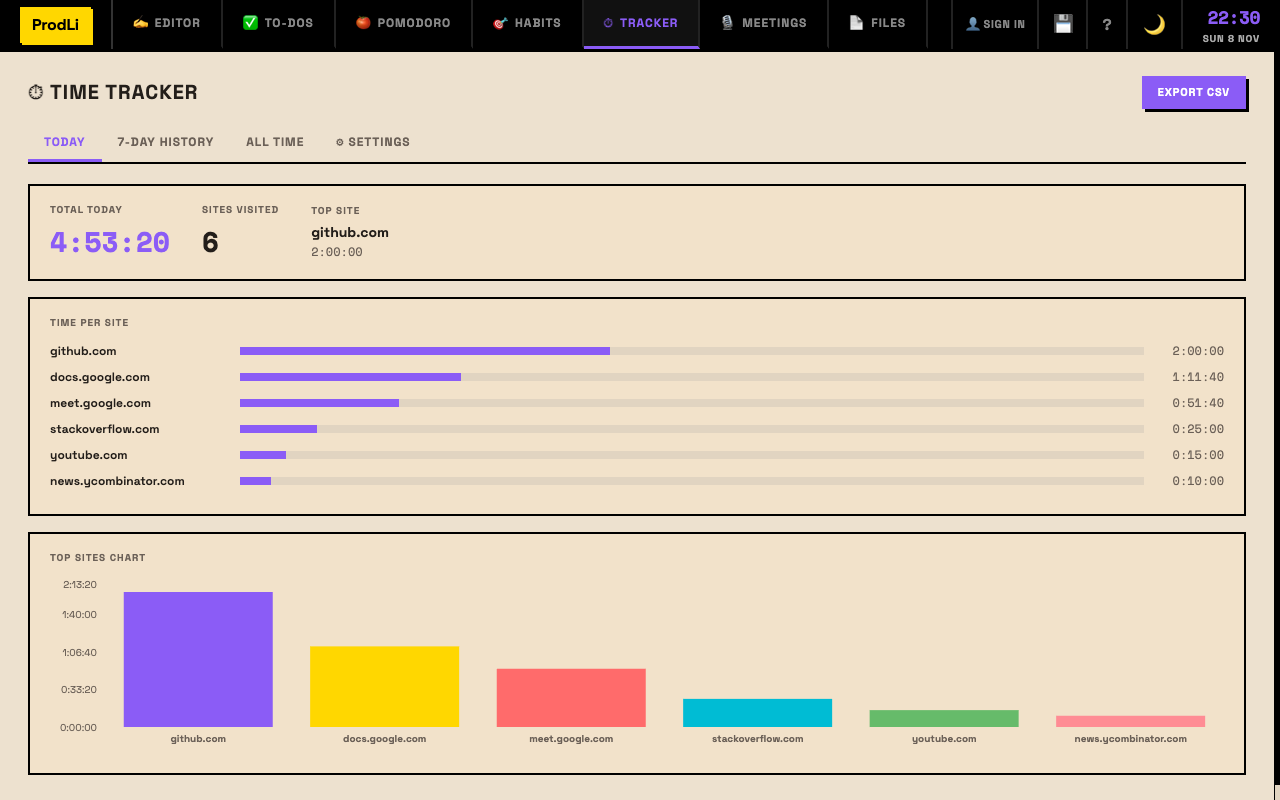 ProdLi
✍️ EDITOR
✅ TO-DOS
🍅 POMODORO
🎯 HABITS
⏱ TRACKER
🎙️ MEETINGS
📄 FILES
👤 SIGN IN
?
22:30
SUN 8 NOV
⏱ TIME TRACKER
EXPORT CSV
TODAY
7-DAY HISTORY
ALL TIME
⚙ SETTINGS
TOTAL TODAY
4:53:20
SITES VISITED
6
TOP SITE
github.com
2:00:00
TIME PER SITE
github.com 2:00:00
docs.google.com 1:11:40
meet.google.com 0:51:40
stackoverflow.com 0:25:00
youtube.com 0:15:00
news.ycombinator.com 0:10:00
TOP SITES CHART
2:13:20
1:40:00
1:06:40
0:33:20
0:00:00
github.com docs.google.com meet.google.com stackoverflow.com youtube.com news.ycombinator.com